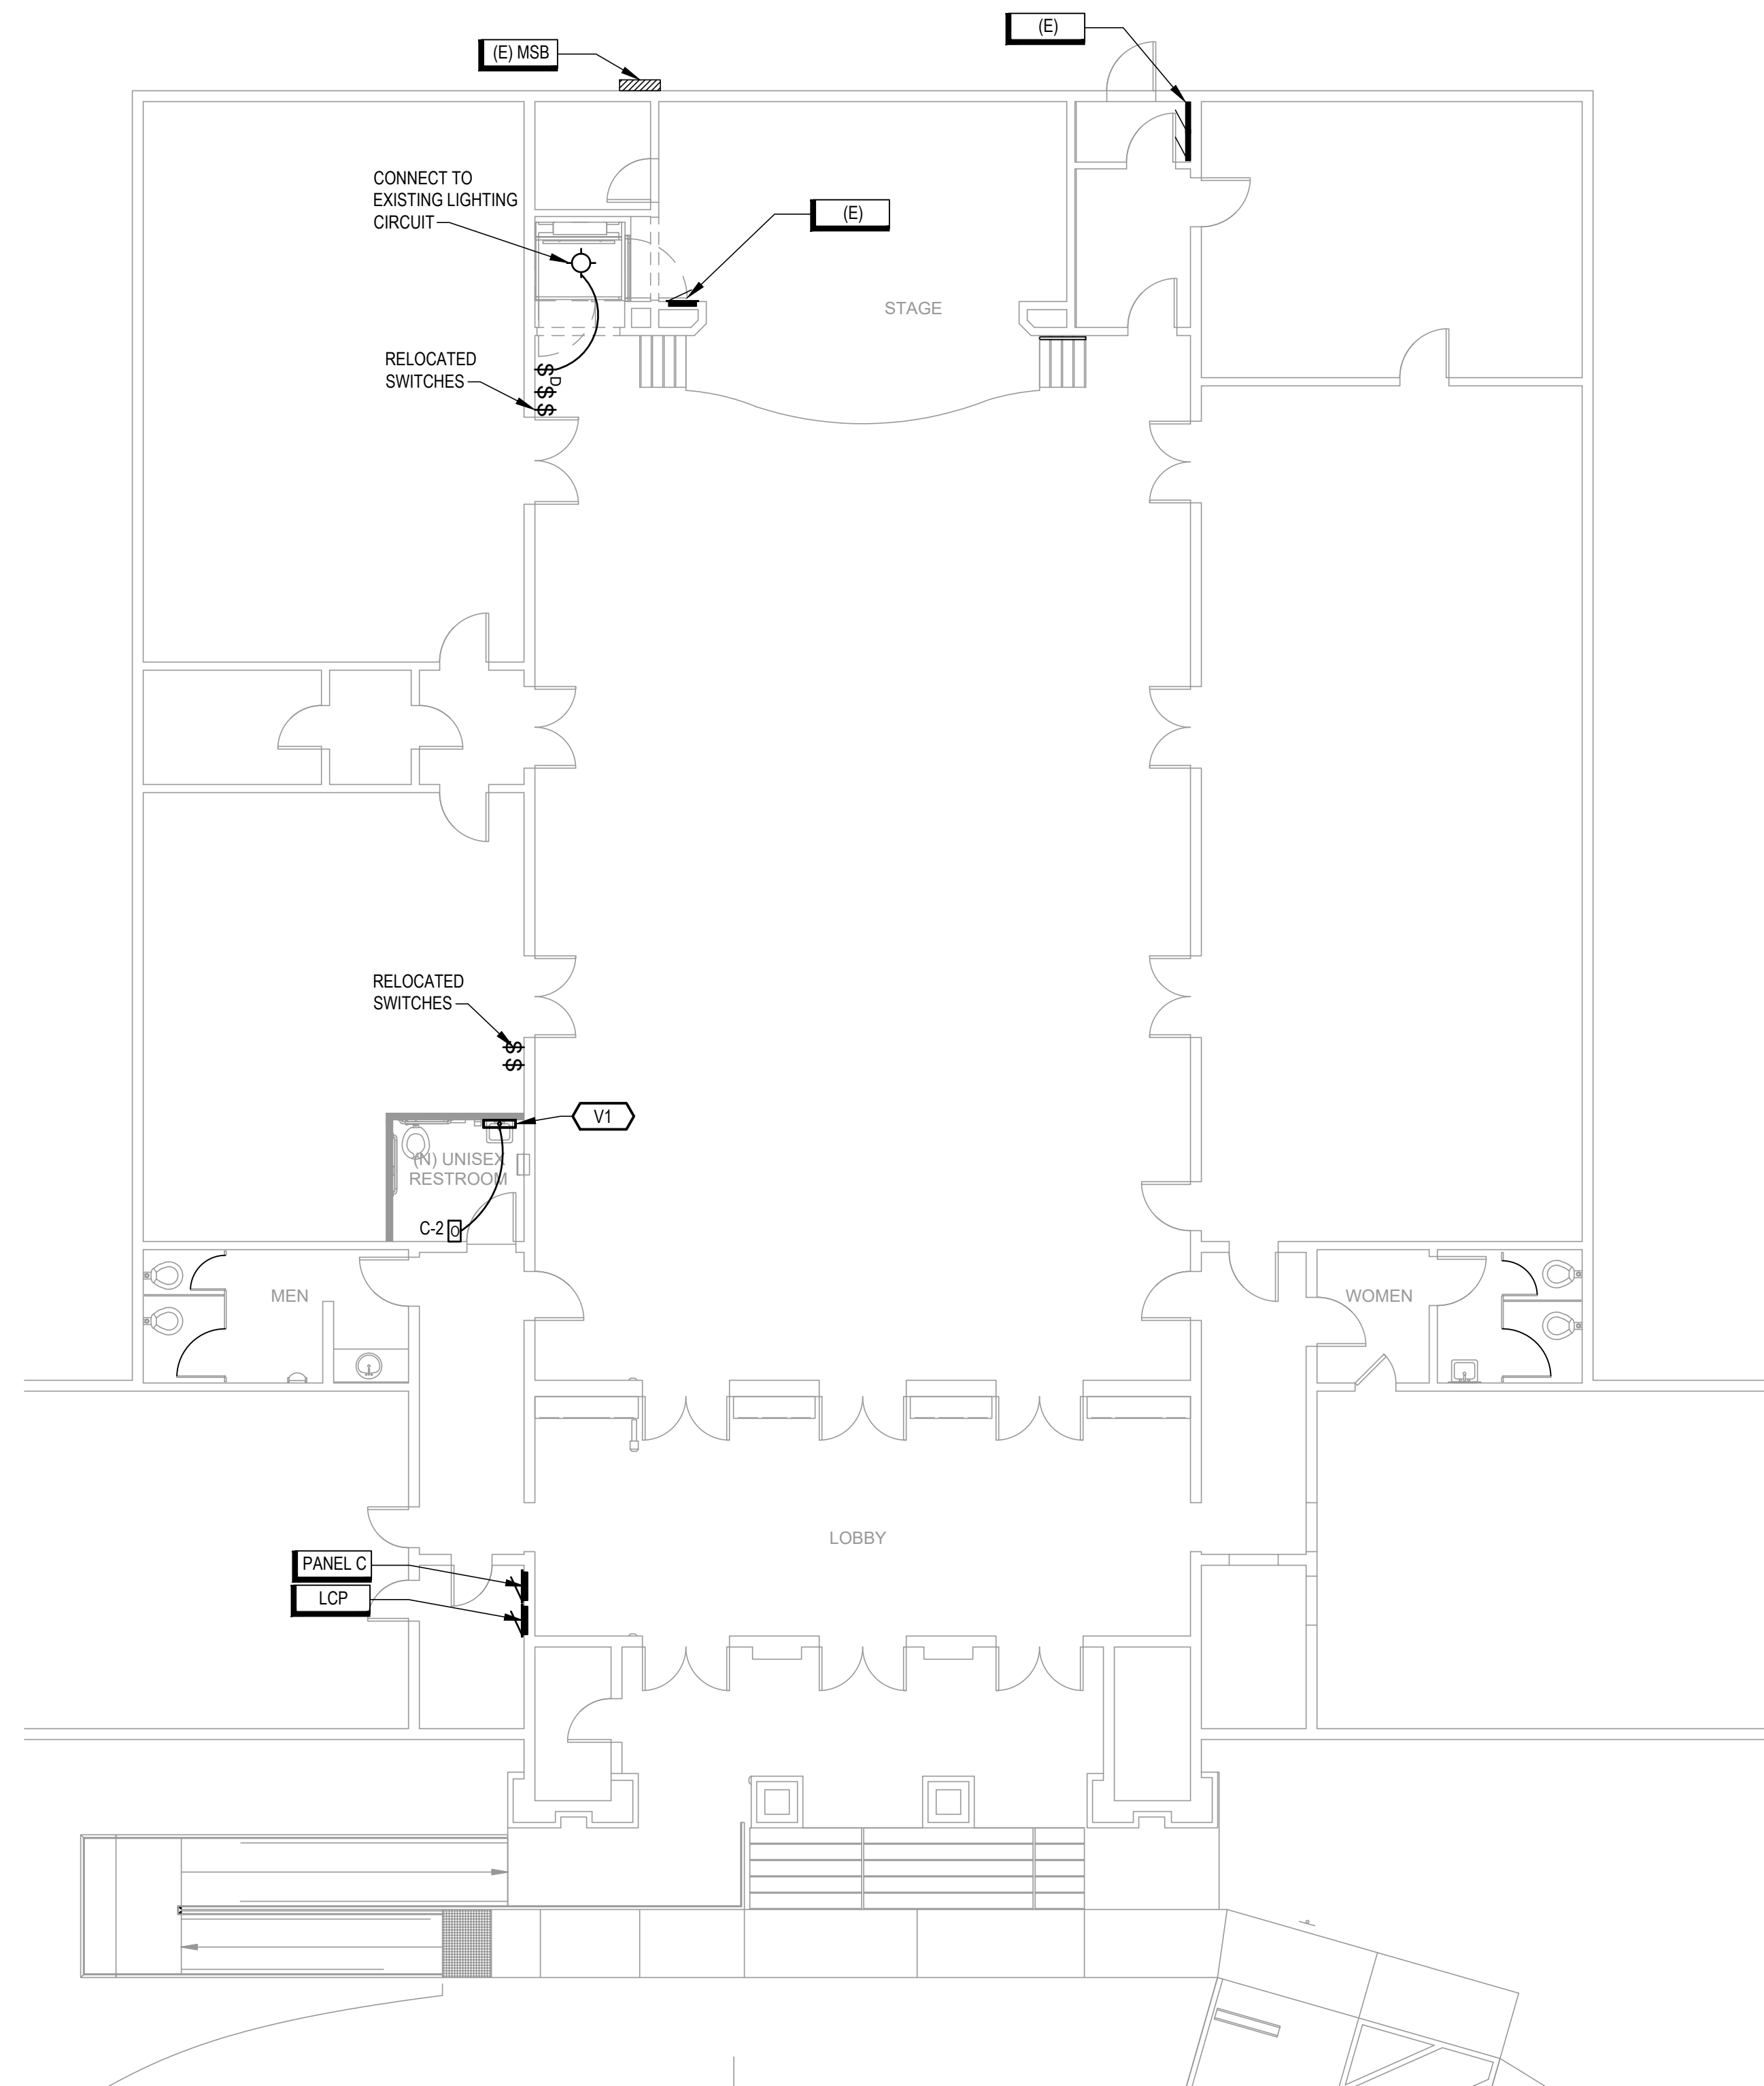 (E)
(E) MSB
CONNECT TO
EXISTING LIGHTING
CIRCUIT
(E)
STAGE
RELOCATED
SWITCHES
$D
$
$
RELOCATED
SWITCHES
$
$
V1
(N) UNISEX
RESTROOM
C-2
O
MEN
WOMEN
LOBBY
PANEL C
LCP